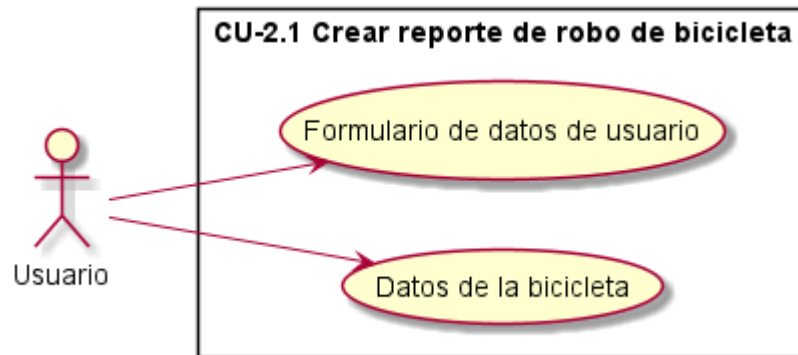 CU-2.1 Crear reporte de robo de bicicleta
Formulario de datos de usuario
Usuario
Datos de la bicicleta